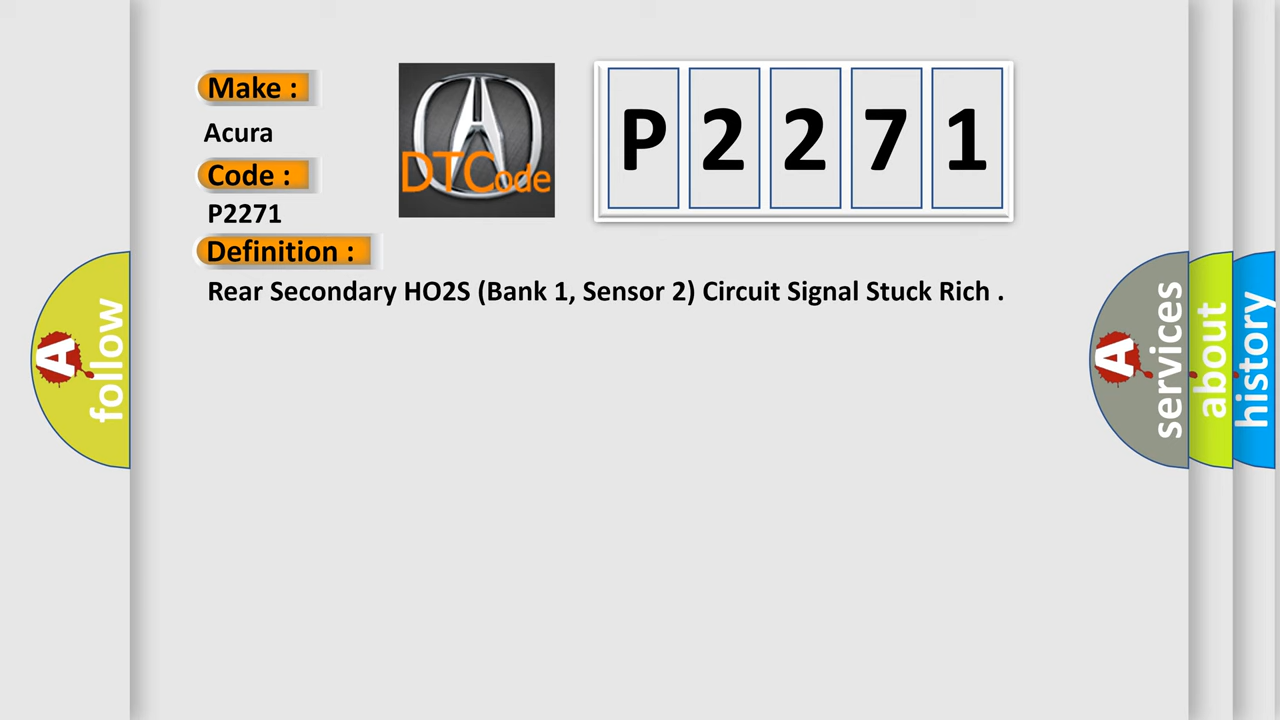 Make :
Acura
Code :
P2271
Definition :
Rear Secondary HO2S (Bank 1, Sensor 2) Circuit Signal Stuck Rich .
DTCode
P 2 2 7 1
A
follow
A
services
about
history